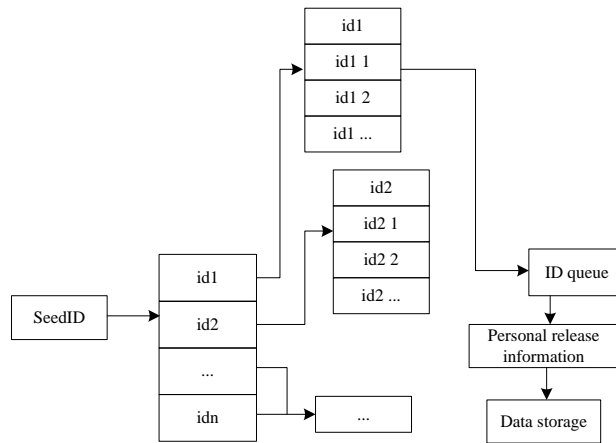 id1
id1 1
id1 2
id1 ...
id2
id2 1
id2 2
id2 ...
id1
id2
...
idn
SeedID
...
ID queue
Personal release
information
Data storage